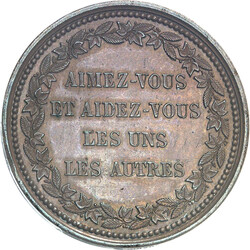 AIMEZ-VOUS
ET AIDEZ-VOUS
LES UNS
LES AUTRES